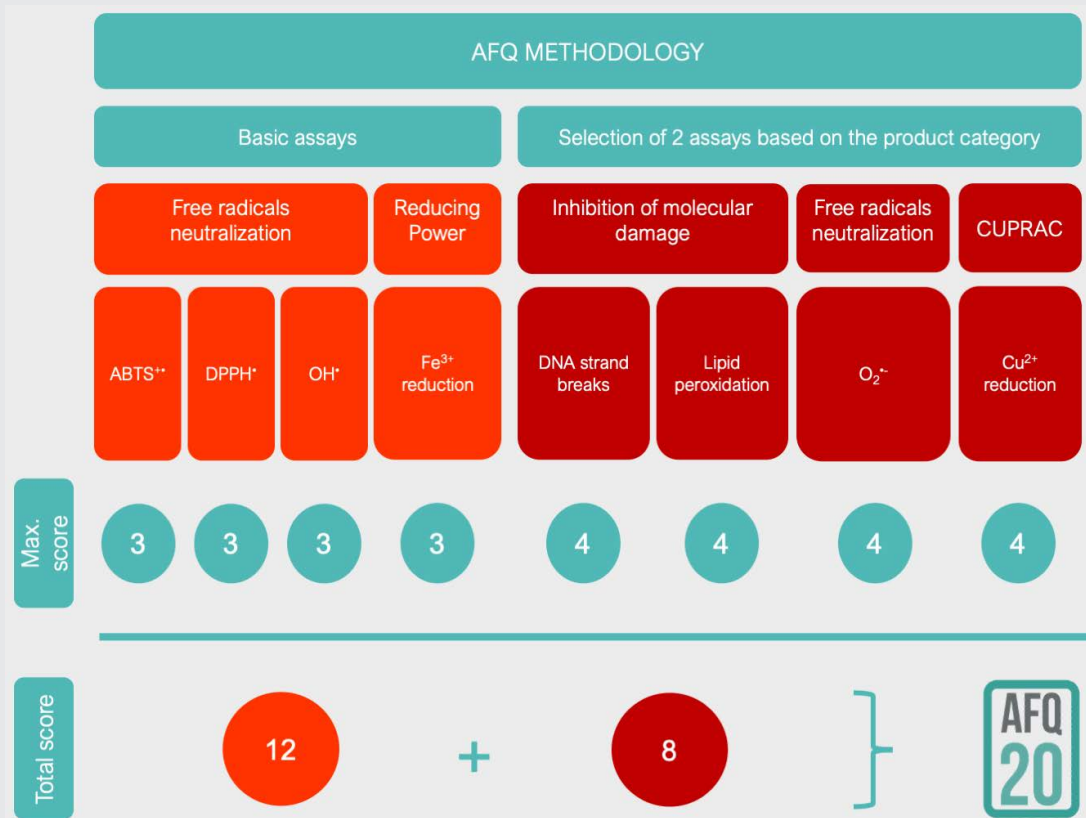 AFQ METHODOLOGY
Basic assays
Selection of 2 assays based on the product category
Free radicals
neutralization
Reducing
Power
Inhibition of molecular
damage
Free radicals
neutralization
CUPRAC
ABTS⁺•
DPPH•
OH•
Fe³⁺
reduction
DNA strand
breaks
Lipid
peroxidation
O₂•⁻
Cu²⁺
reduction
Max.
score
3
3
3
3
4
4
4
4
Total score
12
+
8
}
AFQ
20